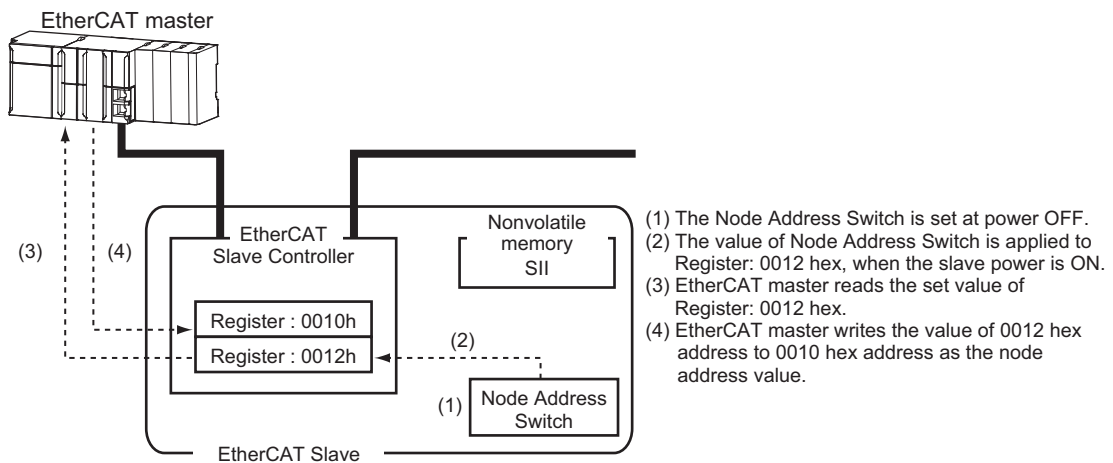 EtherCAT master
(3)
(4)
EtherCAT
Slave Controller
Register : 0010h
Register : 0012h
(2)
Nonvolatile
memory
SII
(1)
Node Address
Switch
EtherCAT Slave
(1) The Node Address Switch is set at power OFF.
(2) The value of Node Address Switch is applied to
Register: 0012 hex, when the slave power is ON.
(3) EtherCAT master reads the set value of
Register: 0012 hex.
(4) EtherCAT master writes the value of 0012 hex
address to 0010 hex address as the node
address value.